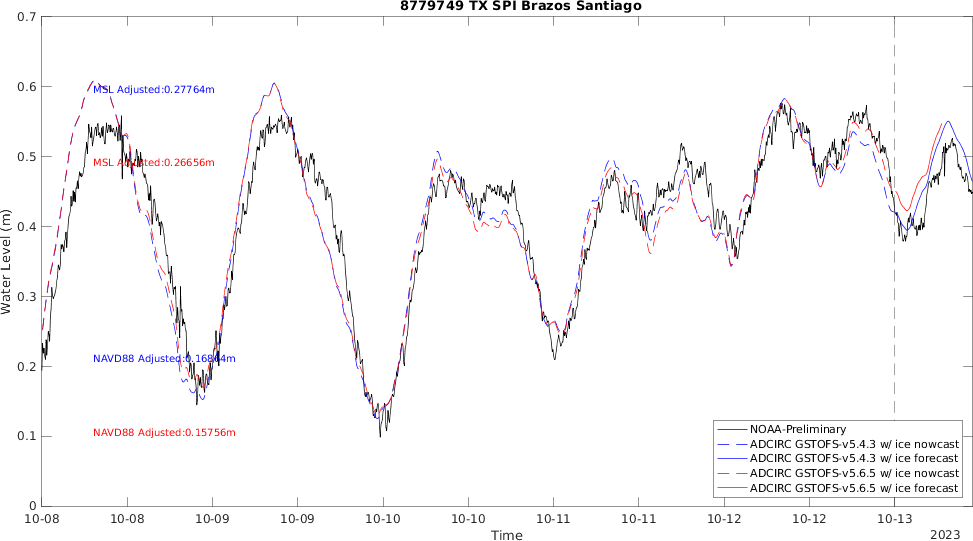 8779749 TX SPI Brazos Santiago
0.7
0.6
0.5
0.4
0.3
0.2
0.1
0
Water Level (m)
MSL Adjusted:0.27764m
MSL Adjusted:0.26656m
NAVD88 Adjusted:0.16864m
NAVD88 Adjusted:0.15756m
NOAA-Preliminary
ADCIRC GSTOFS-v5.4.3 w/ ice nowcast
ADCIRC GSTOFS-v5.4.3 w/ ice forecast
ADCIRC GSTOFS-v5.6.5 w/ ice nowcast
ADCIRC GSTOFS-v5.6.5 w/ ice forecast
10-08 10-08 10-09 10-09 10-10 10-10 10-11 10-11 10-12 10-12 10-13
Time
2023